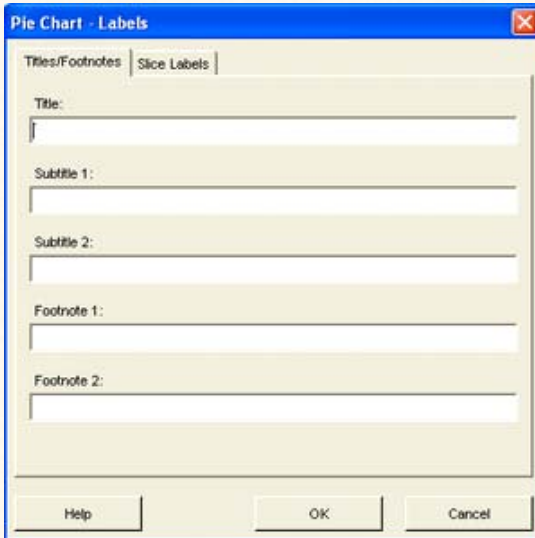 Pie Chart - Labels
Titles/Footnotes Slice Labels
Title:
Subtitle 1:
Subtitle 2:
Footnote 1:
Footnote 2:
Help OK Cancel